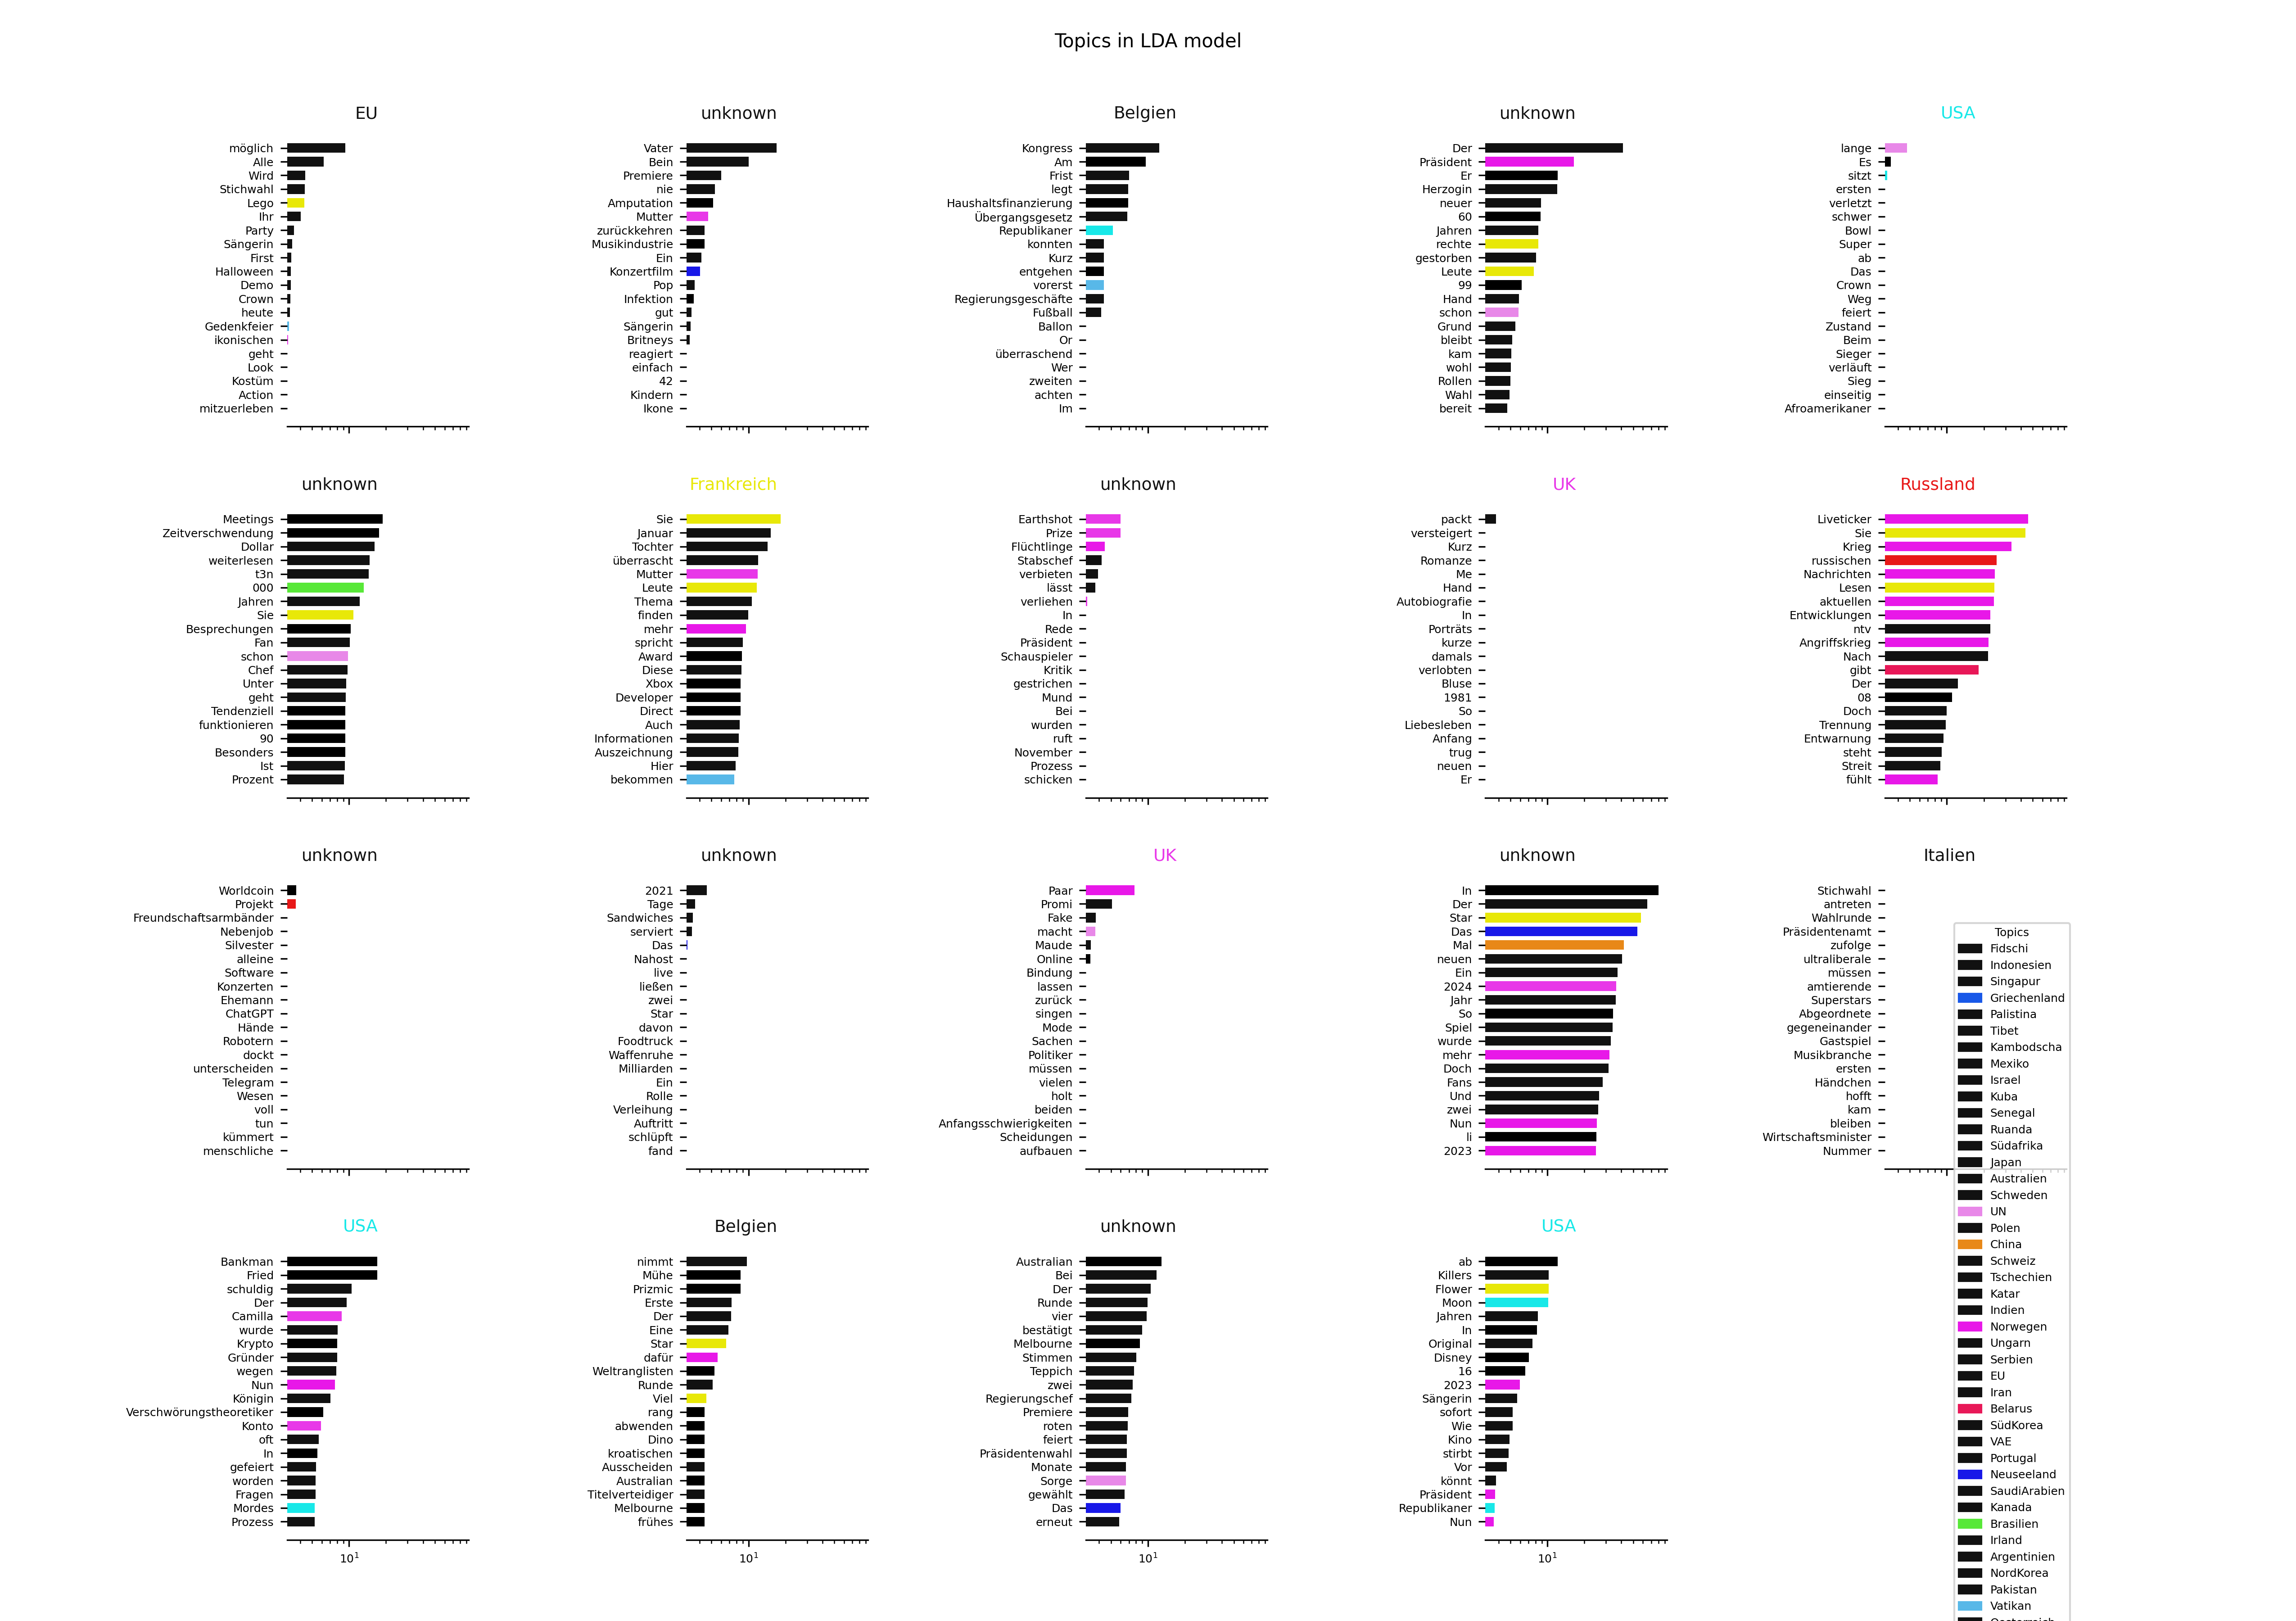 Topics in LDA model
EU
möglich
Alle
Wird
Stichwahl
Lego
Ihr
Party
Sängerin
First
Halloween
Demo
Crown
heute
Gedenkfeier
ikonischen
geht
Look
Kostüm
Action
mitzuerleben
unknown
Vater
Bein
Premiere
nie
Amputation
Mutter
zurückkehren
Musikindustrie
Ein
Konzertfilm
Pop
Infektion
gut
Sängerin
Britneys
reagiert
einfach
42
Kindern
Ikone
Belgien
Kongress
Am
Frist
legt
Haushaltsfinanzierung
Übergangsgesetz
Republikaner
konnten
Kurz
entgehen
vorerst
Regierungsgeschäfte
Fußball
Ballon
Or
überraschend
Wer
zweiten
achten
Im
unknown
Der
Präsident
Er
Herzogin
neuer
60
Jahren
rechte
gestorben
Leute
99
Hand
schon
Grund
bleibt
kam
wohl
Rollen
Wahl
bereit
USA
lange
Es
sitzt
ersten
verletzt
schwer
Bowl
Super
ab
Das
Crown
Weg
feiert
Zustand
Beim
Sieger
verläuft
Sieg
einseitig
Afroamerikaner
unknown
Meetings
Zeitverschwendung
Dollar
weiterlesen
t3n
000
Jahren
Sie
Besprechungen
Fan
schon
Chef
Unter
geht
Tendenziell
funktionieren
90
Besonders
Ist
Prozent
Frankreich
Sie
Januar
Tochter
überrascht
Mutter
Leute
Thema
finden
mehr
spricht
Award
Diese
Xbox
Developer
Direct
Auch
Informationen
Auszeichnung
Hier
bekommen
unknown
Earthshot
Prize
Flüchtlinge
Stabschef
verbieten
lässt
verliehen
In
Rede
Präsident
Schauspieler
Kritik
gestrichen
Mund
Bei
wurden
ruft
November
Prozess
schicken
UK
packt
versteigert
Kurz
Romanze
Me
Hand
Autobiografie
In
Porträts
kurze
damals
verlobten
Bluse
1981
So
Liebesleben
Anfang
trug
neuen
Er
Russland
Liveticker
Sie
Krieg
russischen
Nachrichten
Lesen
aktuellen
Entwicklungen
ntv
Angriffskrieg
Nach
gibt
Der
08
Doch
Trennung
Entwarnung
steht
Streit
fühlt
unknown
Worldcoin
Projekt
Freundschaftsarmbänder
Nebenjob
Silvester
alleine
Software
Konzerten
Ehemann
ChatGPT
Hände
Robotern
dockt
unterscheiden
Telegram
Wesen
voll
tun
kümmert
menschliche
unknown
2021
Tage
Sandwiches
serviert
Das
Nahost
live
ließen
zwei
Star
davon
Foodtruck
Waffenruhe
Milliarden
Ein
Rolle
Verleihung
Auftritt
schlüpft
fand
UK
Paar
Promi
Fake
macht
Maude
Online
Bindung
lassen
zurück
singen
Mode
Sachen
Politiker
müssen
vielen
holt
beiden
Anfangsschwierigkeiten
Scheidungen
aufbauen
unknown
In
Der
Star
Das
Mal
neuen
Ein
2024
Jahr
So
Spiel
wurde
mehr
Doch
Fans
Und
zwei
Nun
li
2023
Italien
Stichwahl
antreten
Wahlrunde
Präsidentenamt
zufolge
ultraliberale
müssen
amtierende
Superstars
Abgeordnete
gegeneinander
Gastspiel
Musikbranche
ersten
Händchen
hofft
kam
bleiben
Wirtschaftsminister
Nummer
USA
Bankman
Fried
schuldig
Der
Camilla
wurde
Krypto
Gründer
wegen
Nun
Königin
Verschwörungstheoretiker
Konto
oft
In
gefeiert
worden
Fragen
Mordes
Prozess
10¹
Belgien
nimmt
Mühe
Prizmic
Erste
Der
Eine
Star
dafür
Weltranglisten
Runde
Viel
rang
abwenden
Dino
kroatischen
Ausscheiden
Australian
Titelverteidiger
Melbourne
frühes
10¹
unknown
Australian
Bei
Der
Runde
vier
bestätigt
Melbourne
Stimmen
Teppich
zwei
Regierungschef
Premiere
roten
feiert
Präsidentenwahl
Monate
Sorge
gewählt
Das
erneut
10¹
USA
ab
Killers
Flower
Moon
Jahren
In
Original
Disney
16
2023
Sängerin
sofort
Wie
Kino
stirbt
Vor
könnt
Präsident
Republikaner
Nun
10¹
Topics
Fidschi
Indonesien
Singapur
Griechenland
Palistina
Tibet
Kambodscha
Mexiko
Israel
Kuba
Senegal
Ruanda
Südafrika
Japan
Australien
Schweden
UN
Polen
China
Schweiz
Tschechien
Katar
Indien
Norwegen
Ungarn
Serbien
EU
Iran
Belarus
SüdKorea
VAE
Portugal
Neuseeland
SaudiArabien
Kanada
Brasilien
Irland
Argentinien
NordKorea
Pakistan
Vatikan